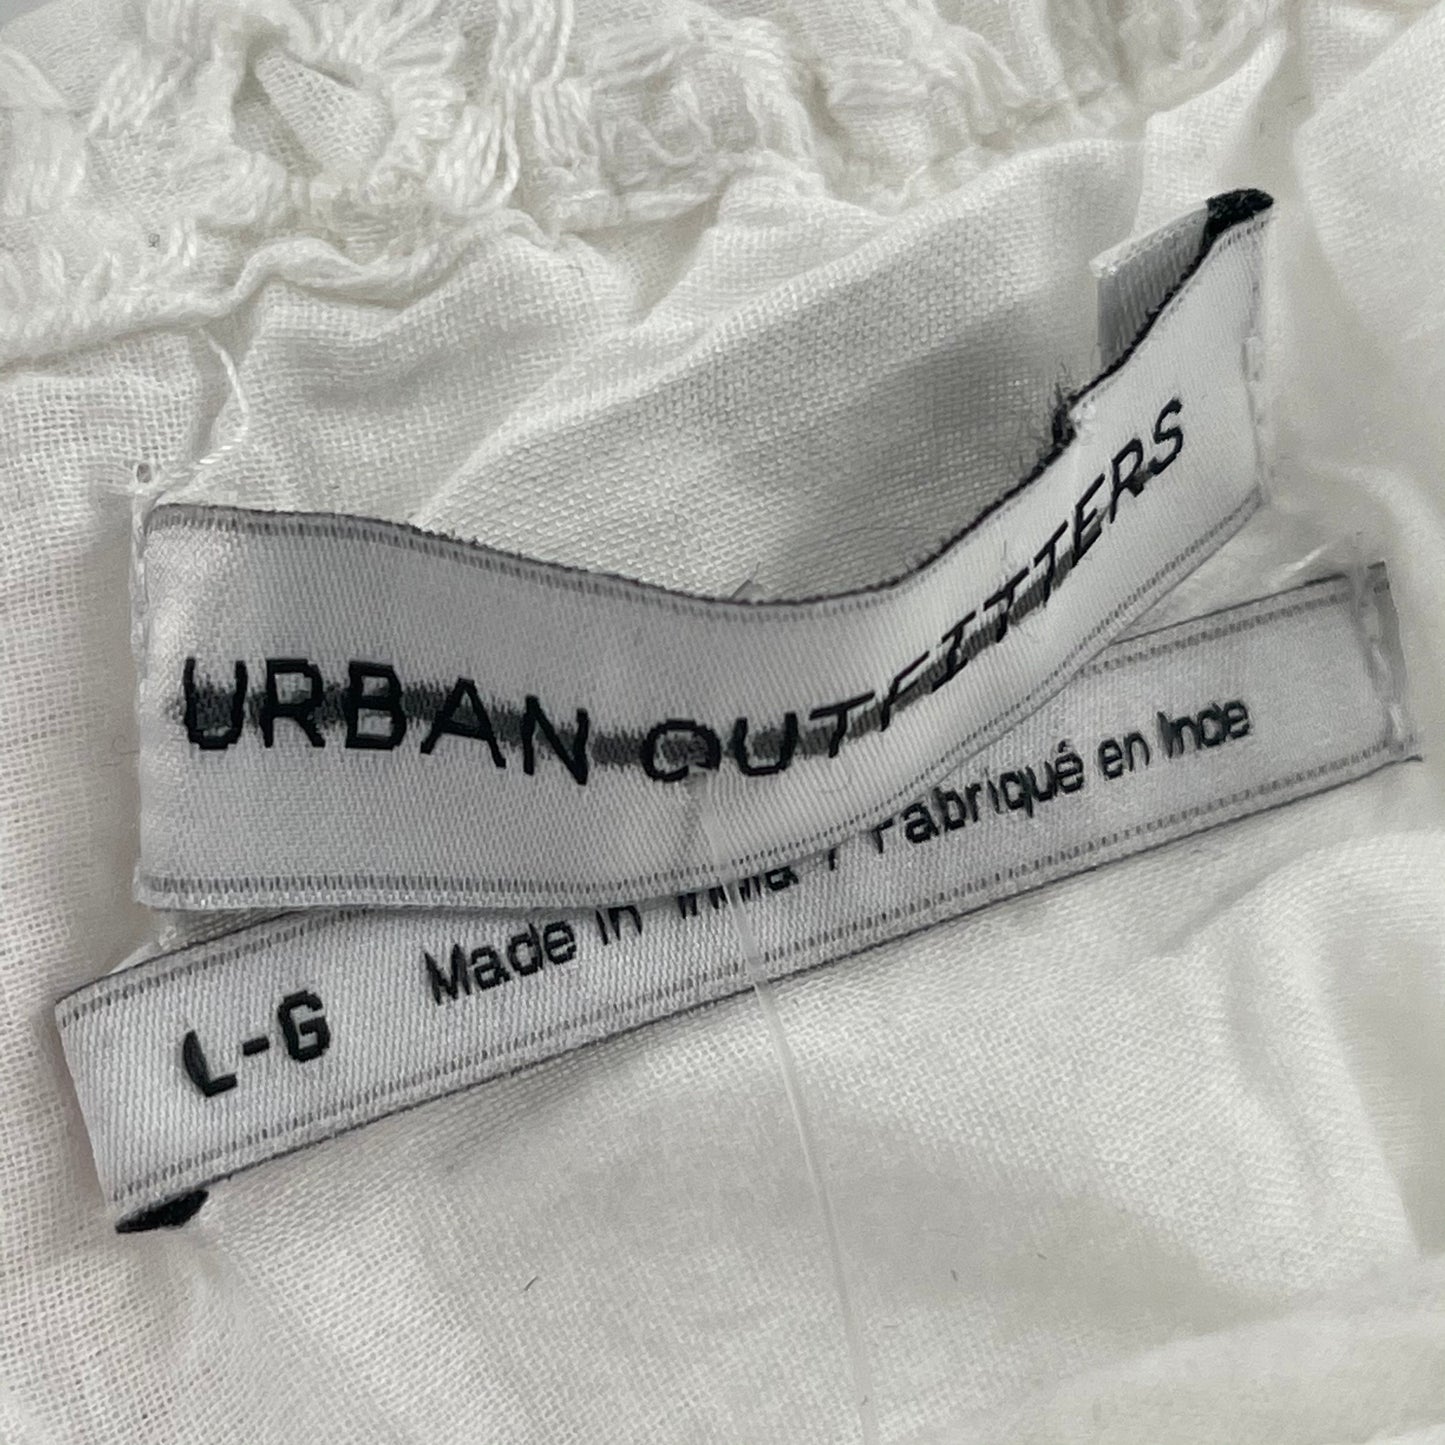 URBAN OUTFITTERS
L-G Made in India / Fabriqué en Inde